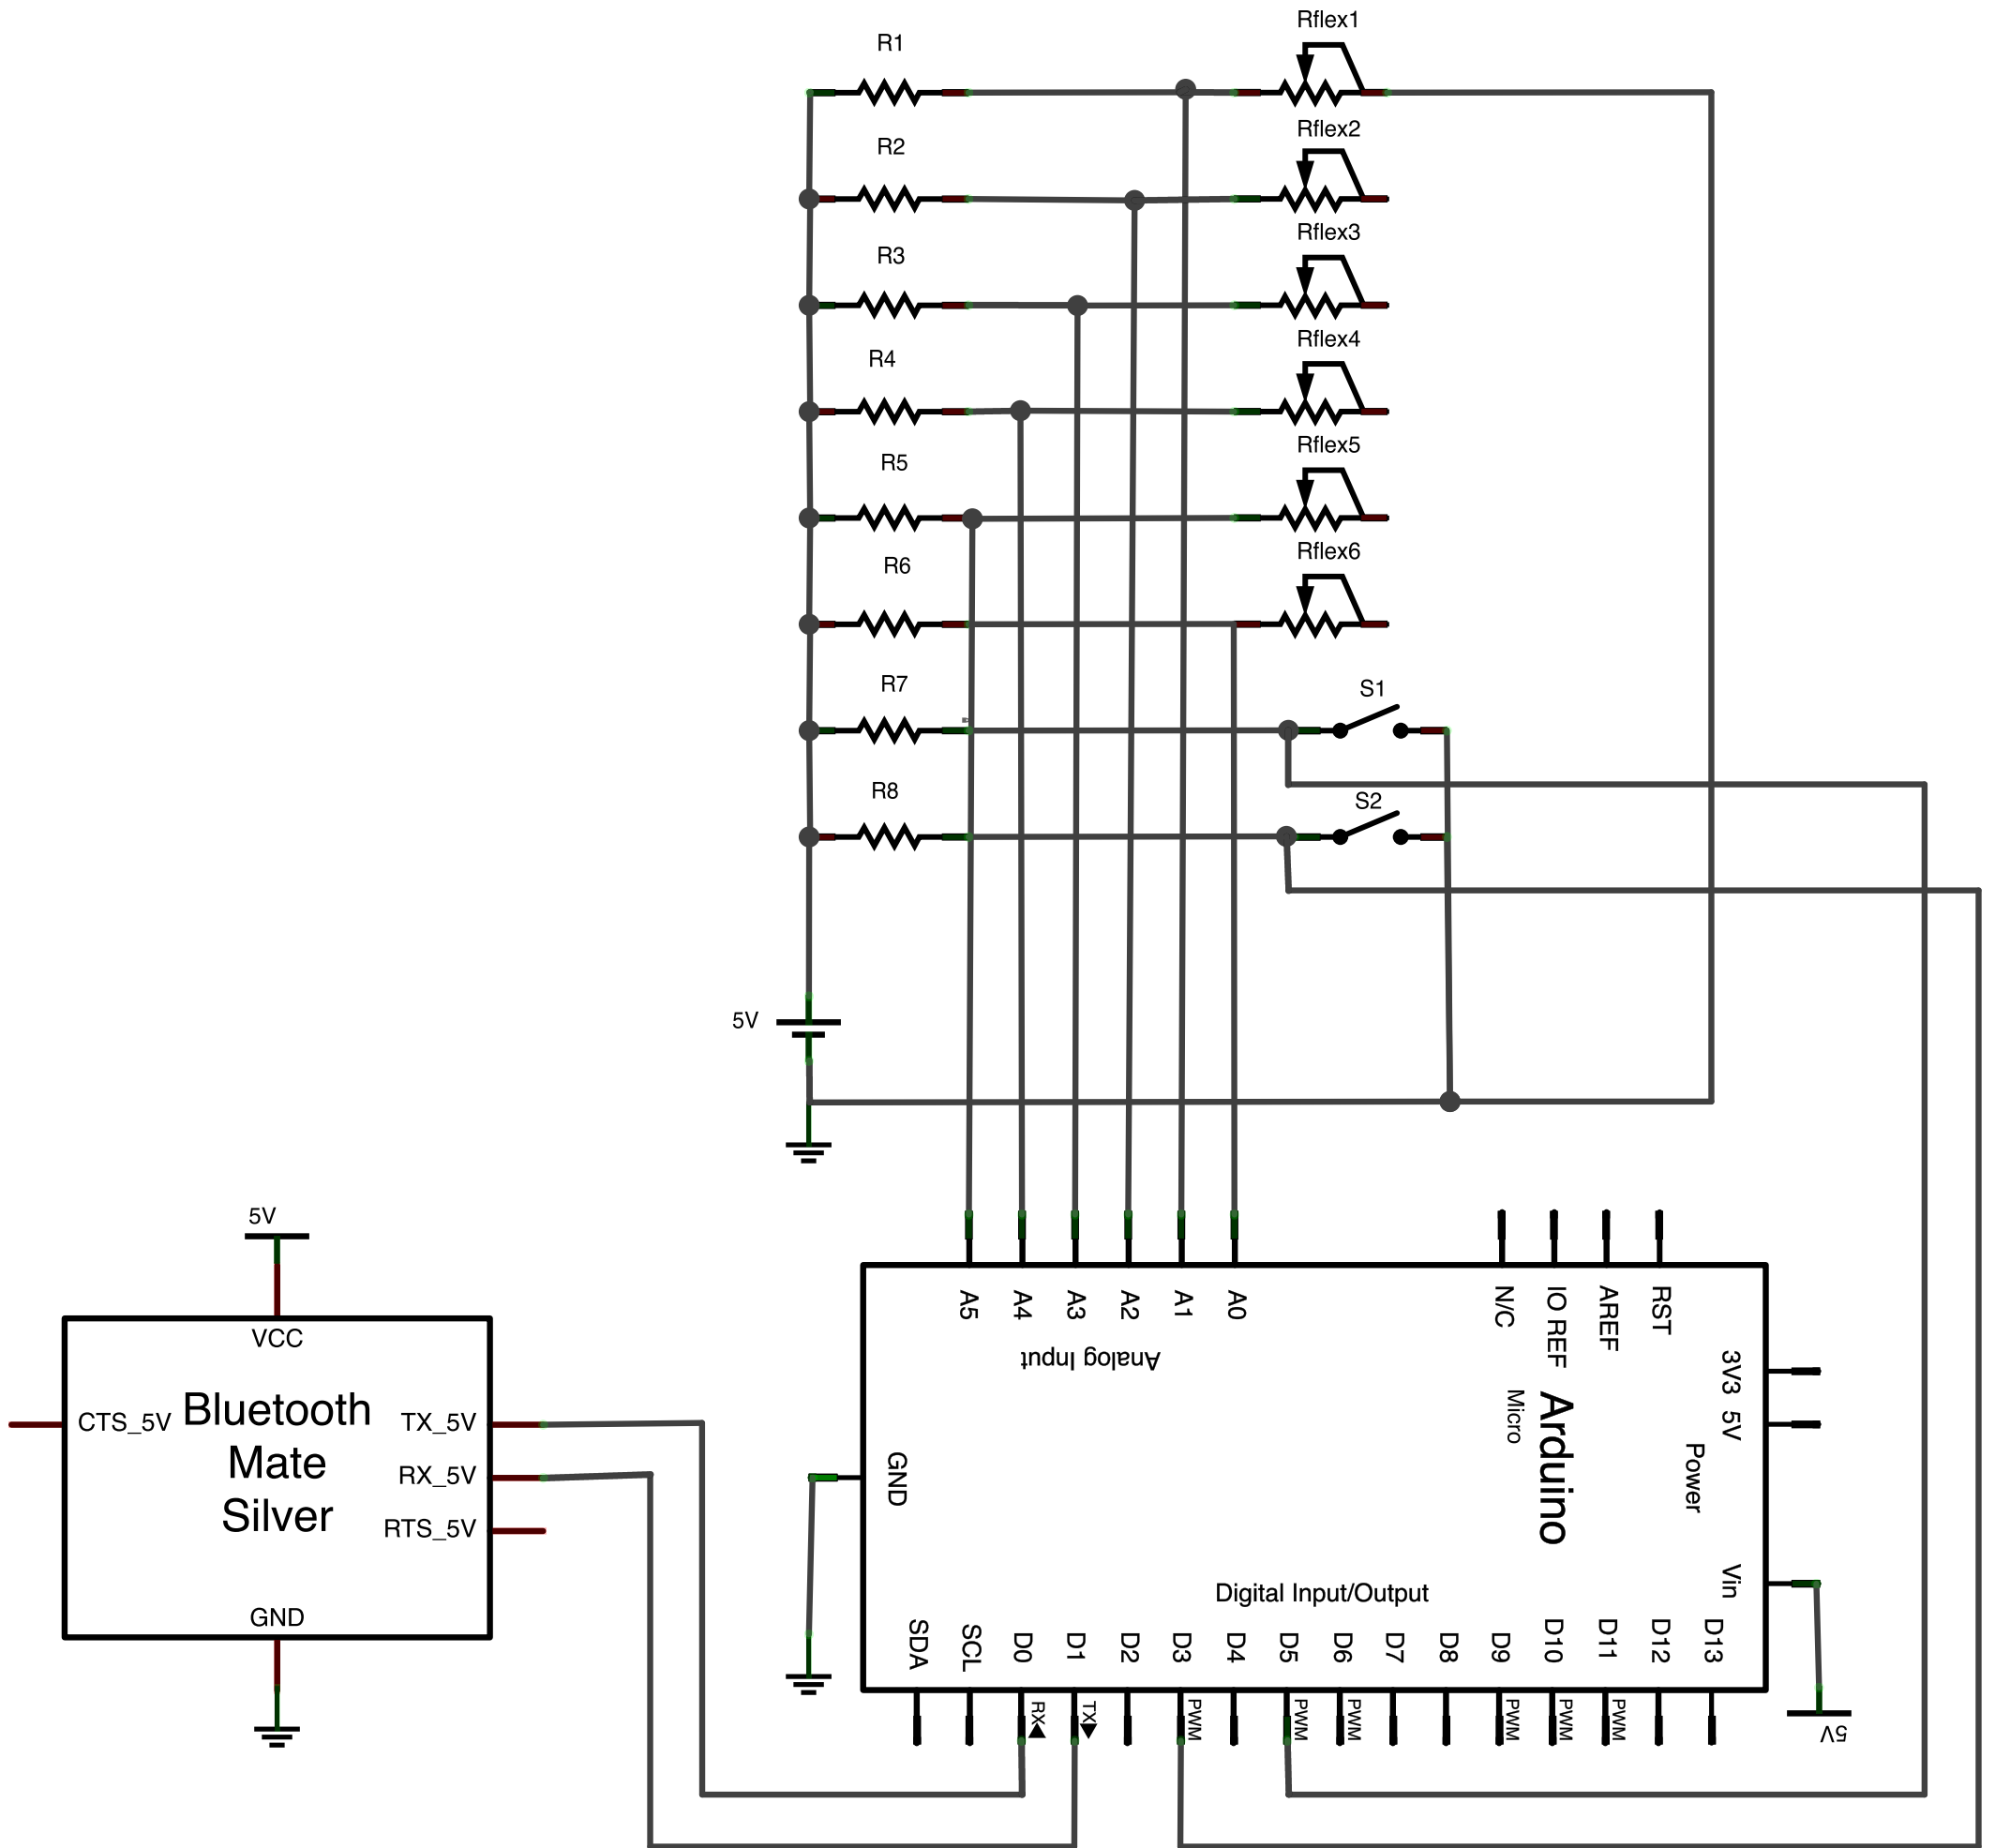 Rflex1
R1
Rflex2
R2
Rflex3
R3
Rflex4
R4
Rflex5
R5
Rflex6
R6
R7
S1
R8
S2
5V
5V
VCC
CTS_5V
Bluetooth
Mate
Silver
TX_5V
RX_5V
RTS_5V
GND
A5
A4
A3
A2
A1
A0
Analog Input
N/C
IO REF
AREF
RST
3V3
5V
Power
Micro
Arduino
GND
Vin
Digital Input/Output
SDA
SCL
D0
D1
D2
D3
D4
D5
D6
D7
D8
D9
D10
D11
D12
D13
RX
TX
PWM
PWM
PWM
PWM
PWM
PWM
5V